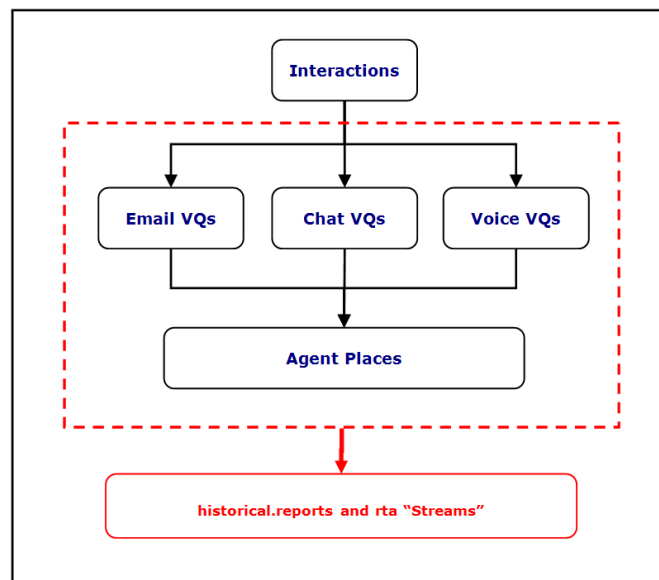 Interactions
Email VQs
Chat VQs
Voice VQs
Agent Places
historical.reports and rta “Streams”